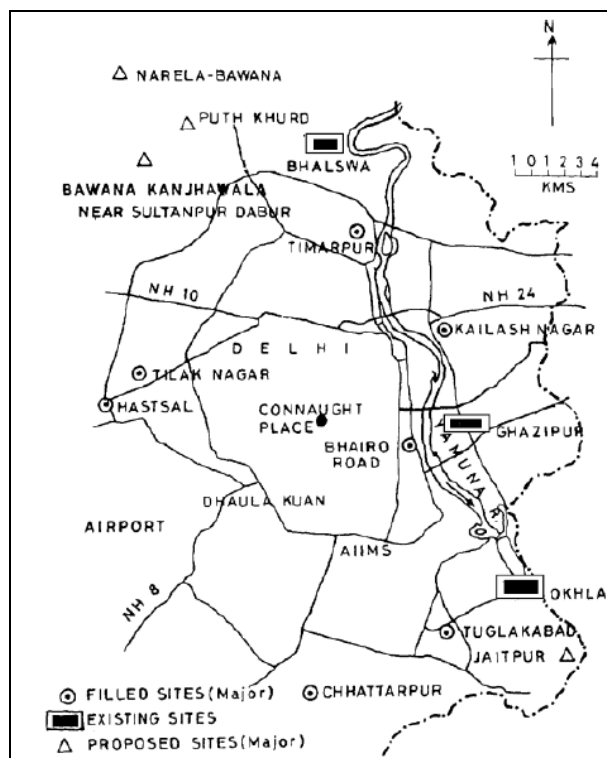 N
NARELA-BAWANA
PUTH KHURD
BHALSWA
1 0 1 2 3 4
KMS
BAWANA KANJHAWALA
NEAR SULTANPUR DABUR
TIMARPUR
NH 10
NH 24
KAILASH NAGAR
DELHI
TILAK NAGAR
HASTSAL
CONNAUGHT
PLACE
GHAZIPUR
BHAIRO
ROAD
YAMUNA R
DHAULA KUAN
AIRPORT
AIIMS
NH 8
OKHLA
TUGLAKABAD
JAITPUR
FILLED SITES(Major)
CHHATTARPUR
EXISTING SITES
PROPOSED SITES(Major)